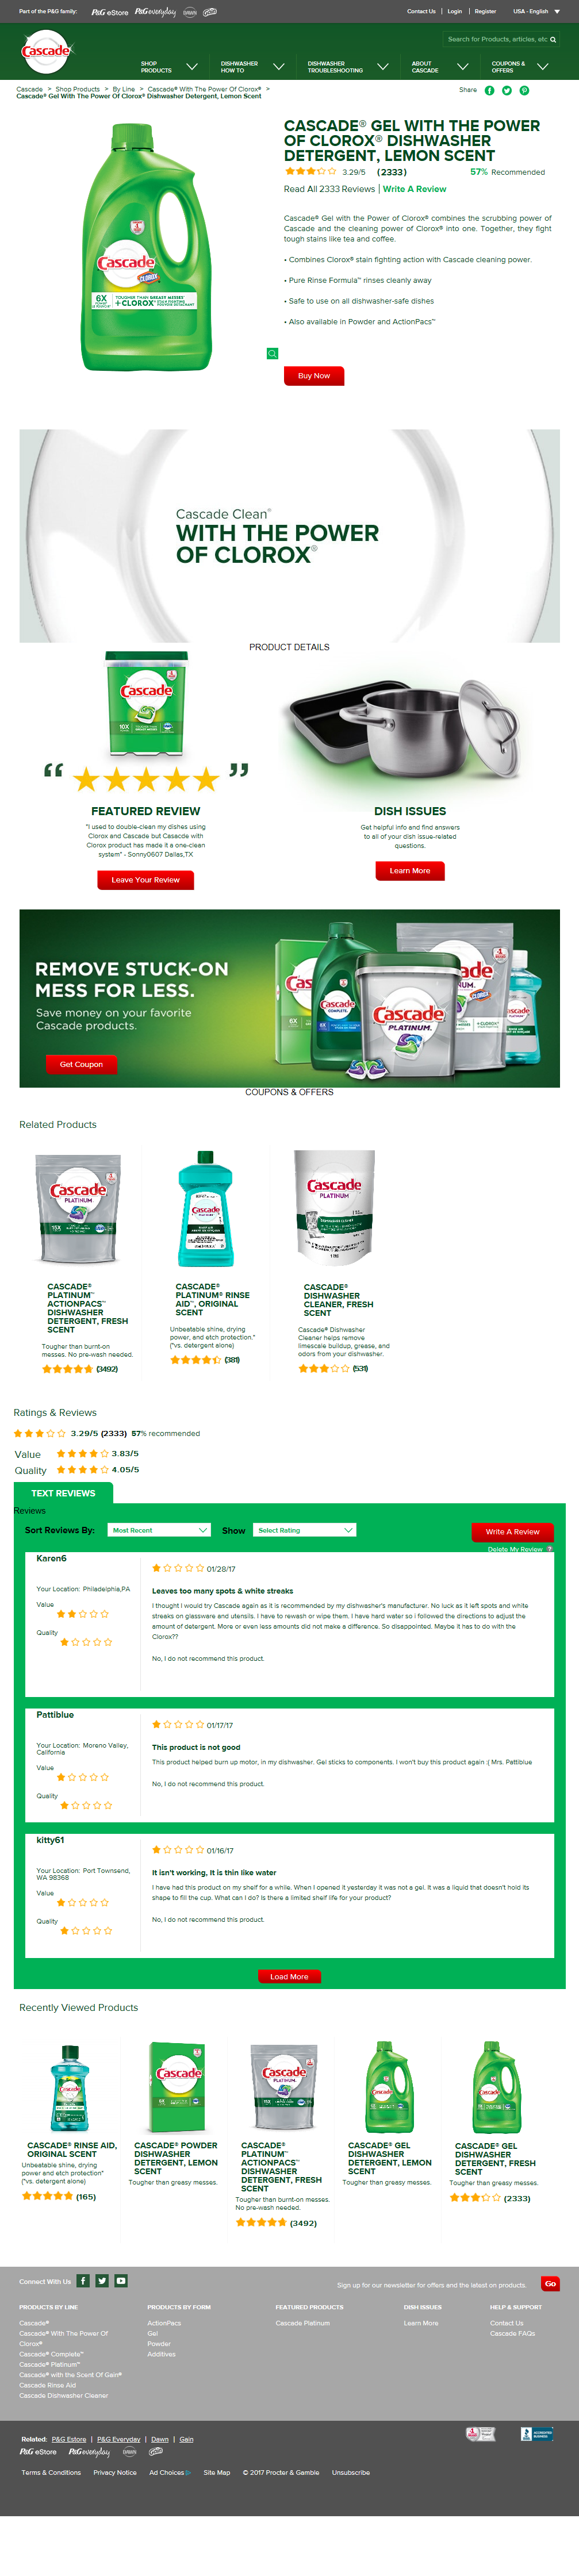 Part of the P&G family:
P&G eStore
P&G everyday
Contact Us
Login
Register
USA - English
Cascade
Search for Products, articles, etc
SHOP
PRODUCTS
DISHWASHER
HOW TO
DISHWASHER
TROUBLESHOOTING
ABOUT
CASCADE
COUPONS &
OFFERS
Cascade > Shop Products > By Line > Cascade® With The Power Of Clorox® >
Cascade® Gel With The Power Of Clorox® Dishwasher Detergent, Lemon Scent
Share
CASCADE® GEL WITH THE POWER
OF CLOROX® DISHWASHER
DETERGENT, LEMON SCENT
3.29/5 (2333)
57% Recommended
Read All 2333 Reviews | Write A Review
Cascade® Gel with the Power of Clorox® combines the scrubbing power of
Cascade and the cleaning power of Clorox® into one. Together, they fight
tough stains like tea and coffee.
• Combines Clorox® stain fighting action with Cascade cleaning power.
• Pure Rinse Formula™ rinses cleanly away
• Safe to use on all dishwasher-safe dishes
• Also available in Powder and ActionPacs™
Buy Now
Cascade
CLOROX
6X
TOUGHER THAN GREASY MESSES
+CLOROX
Cascade Clean®
WITH THE POWER
OF CLOROX®
PRODUCT DETAILS
Cascade
10X
“ ”
FEATURED REVIEW
"I used to double-clean my dishes using
Clorox and Cascade but Casacde with
Clorox product has made it a one-clean
system" - Sonny0607 Dallas,TX
Leave Your Review
DISH ISSUES
Get helpful info and find answers
to all of your dish issue-related
questions.
Learn More
REMOVE STUCK-ON
MESS FOR LESS.
Save money on your favorite
Cascade products.
Get Coupon
Cascade
COMPLETE
Cascade
PLATINUM
COUPONS & OFFERS
Related Products
Cascade
PLATINUM
Cascade
Cascade
PLATINUM
CASCADE®
PLATINUM™
ACTIONPACS™
DISHWASHER
DETERGENT, FRESH
SCENT
Tougher than burnt-on
messes. No pre-wash needed.
(3492)
CASCADE®
PLATINUM® RINSE
AID™, ORIGINAL
SCENT
Unbeatable shine, drying
power, and etch protection.*
(*vs. detergent alone)
(381)
CASCADE®
DISHWASHER
CLEANER, FRESH
SCENT
Cascade® Dishwasher
Cleaner helps remove
limescale buildup, grease, and
odors from your dishwasher.
(531)
Ratings & Reviews
3.29/5 (2333) 57% recommended
Value 3.83/5
Quality 4.05/5
TEXT REVIEWS
Reviews
Sort Reviews By:
Most Recent
Show
Select Rating
Write A Review
Delete My Review ?
Karen6
01/28/17
Leaves too many spots & white streaks
Your Location: Philadelphia,PA
Value
Quality
I thought I would try Cascade again as it is recommended by my dishwasher's manufacturer. No luck as it left spots and white
streaks on glassware and utensils. I have to rewash or wipe them. I have hard water so i followed the directions to adjust the
amount of detergent. More or even less amounts did not make a difference. So disappointed. Maybe it has to do with the
Clorox??
No, I do not recommend this product.
Pattiblue
01/17/17
This product is not good
Your Location: Moreno Valley,
California
Value
Quality
This product helped burn up motor, in my dishwasher. Gel sticks to components. I won't buy this product again :( Mrs. Pattiblue
No, I do not recommend this product.
kitty61
01/16/17
It isn't working, It is thin like water
Your Location: Port Townsend,
WA 98368
Value
Quality
I have had this product on my shelf for a while. When I opened it yesterday it was not a gel. It was a liquid that doesn't hold its
shape to fill the cup. What can I do? Is there a limited shelf life for your product?
No, I do not recommend this product.
Load More
Recently Viewed Products
Cascade
Cascade
Cascade
PLATINUM
Cascade
Cascade
CASCADE® RINSE AID,
ORIGINAL SCENT
Unbeatable shine, drying
power and etch protection*
(*vs. detergent alone)
(165)
CASCADE® POWDER
DISHWASHER
DETERGENT, LEMON
SCENT
Tougher than greasy messes.
CASCADE®
PLATINUM™
ACTIONPACS™
DISHWASHER
DETERGENT, FRESH
SCENT
Tougher than burnt-on messes.
No pre-wash needed.
(3492)
CASCADE® GEL
DISHWASHER
DETERGENT, LEMON
SCENT
Tougher than greasy messes.
CASCADE® GEL
DISHWASHER
DETERGENT, FRESH
SCENT
Tougher than greasy messes.
(2333)
Connect With Us
Sign up for our newsletter for offers and the latest on products.
Go
PRODUCTS BY LINE
Cascade®
Cascade® With The Power Of
Clorox®
Cascade® Complete™
Cascade® Platinum™
Cascade® with the Scent Of Gain®
Cascade Rinse Aid
Cascade Dishwasher Cleaner
PRODUCTS BY FORM
ActionPacs
Gel
Powder
Additives
FEATURED PRODUCTS
Cascade Platinum
DISH ISSUES
Learn More
HELP & SUPPORT
Contact Us
Cascade FAQs
Related: P&G Estore | P&G Everyday | Dawn | Gain
P&G eStore
P&G everyday
ACCREDITED
BUSINESS
Terms & Conditions
Privacy Notice
Ad Choices
Site Map
© 2017 Procter & Gamble
Unsubscribe